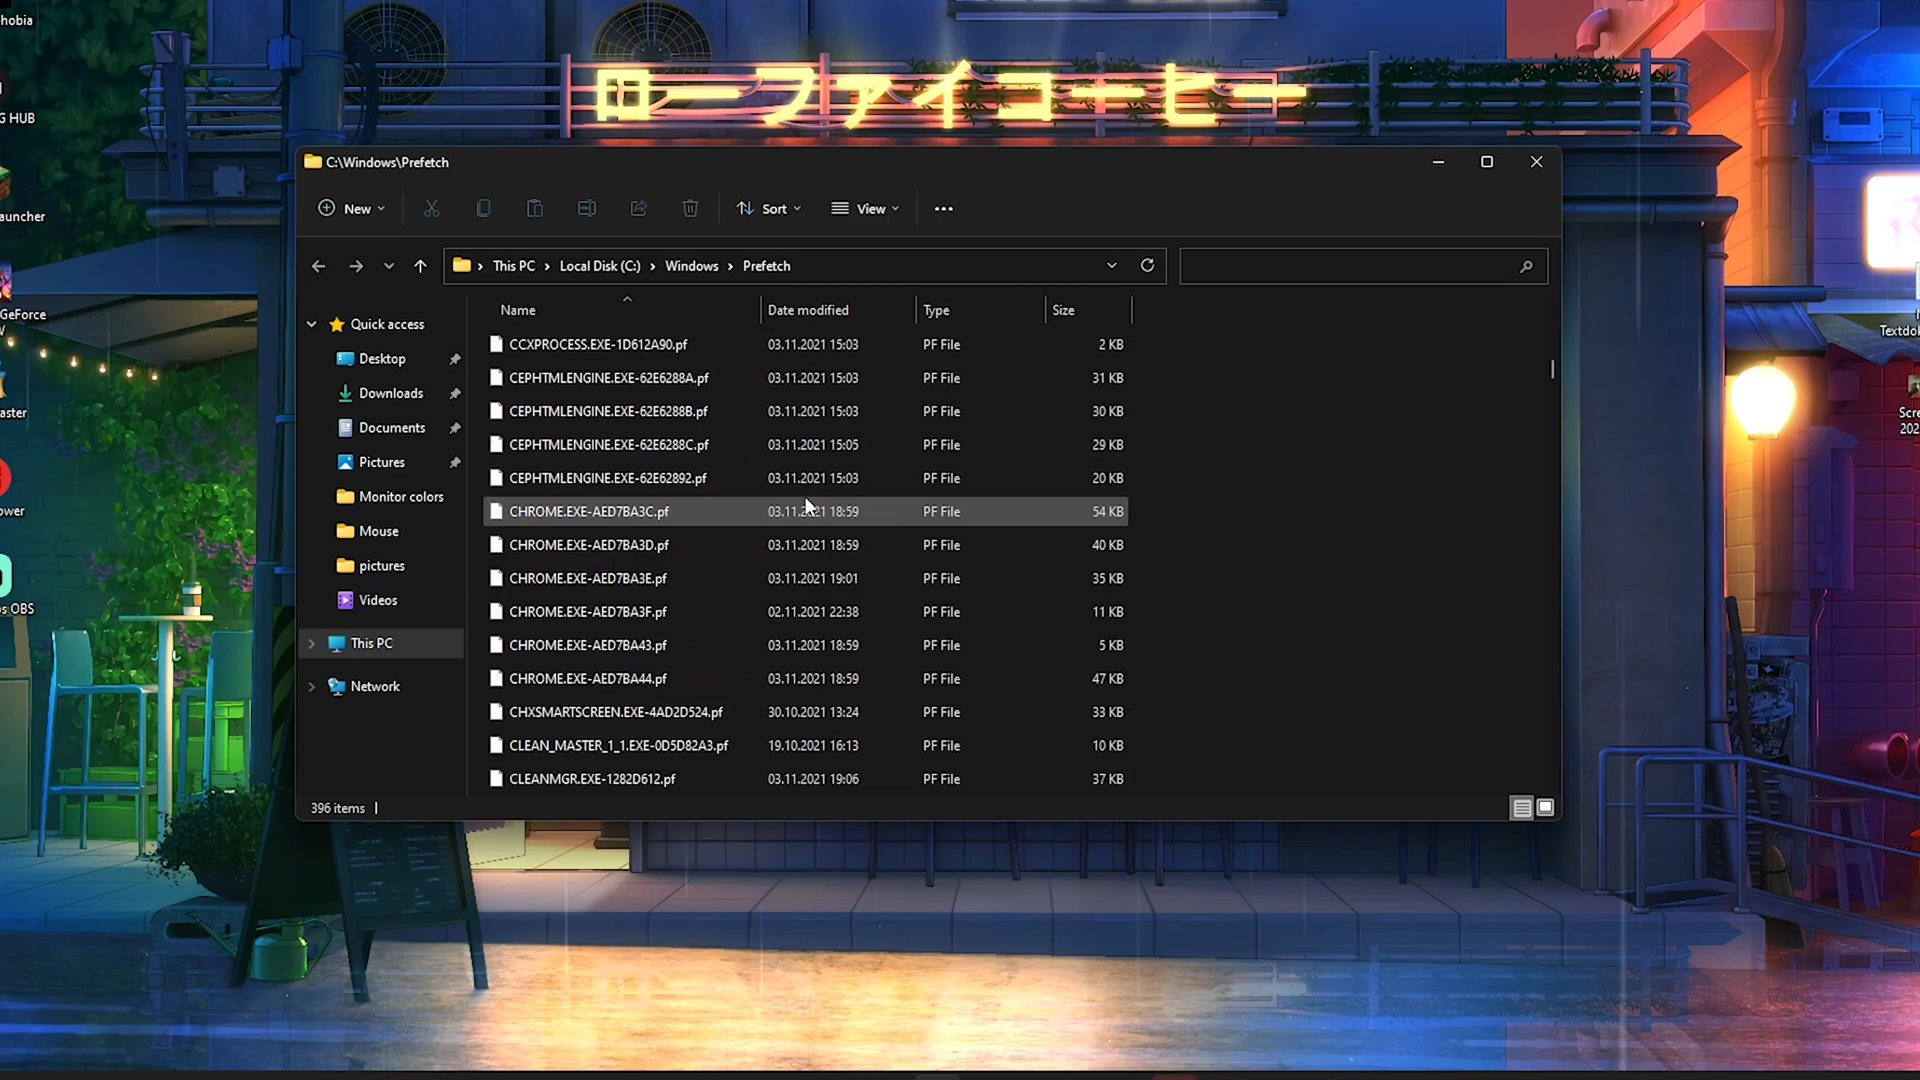 hobia
G HUB
auncher
GeForce
aster
ower
s OBS
ローファイコーヒー
C:\Windows\Prefetch
New
Sort
View
This PC > Local Disk (C:) > Windows > Prefetch
Name
Date modified
Type
Size
Quick access
Desktop
Downloads
Documents
Pictures
Monitor colors
Mouse
pictures
Videos
This PC
Network
CCXPROCESS.EXE-1D612A90.pf 03.11.2021 15:03 PF File 2 KB
CEPHTMLENGINE.EXE-62E6288A.pf 03.11.2021 15:03 PF File 31 KB
CEPHTMLENGINE.EXE-62E6288B.pf 03.11.2021 15:03 PF File 30 KB
CEPHTMLENGINE.EXE-62E6288C.pf 03.11.2021 15:05 PF File 29 KB
CEPHTMLENGINE.EXE-62E62892.pf 03.11.2021 15:03 PF File 20 KB
CHROME.EXE-AED7BA3C.pf 03.11.2021 18:59 PF File 54 KB
CHROME.EXE-AED7BA3D.pf 03.11.2021 18:59 PF File 40 KB
CHROME.EXE-AED7BA3E.pf 03.11.2021 19:01 PF File 35 KB
CHROME.EXE-AED7BA3F.pf 02.11.2021 22:38 PF File 11 KB
CHROME.EXE-AED7BA43.pf 03.11.2021 18:59 PF File 5 KB
CHROME.EXE-AED7BA44.pf 03.11.2021 18:59 PF File 47 KB
CHXSMARTSCREEN.EXE-4AD2D524.pf 30.10.2021 13:24 PF File 33 KB
CLEAN_MASTER_1_1.EXE-0D5D82A3.pf 19.10.2021 16:13 PF File 10 KB
CLEANMGR.EXE-1282D612.pf 03.11.2021 19:06 PF File 37 KB
396 items
Textdo
Scre
202